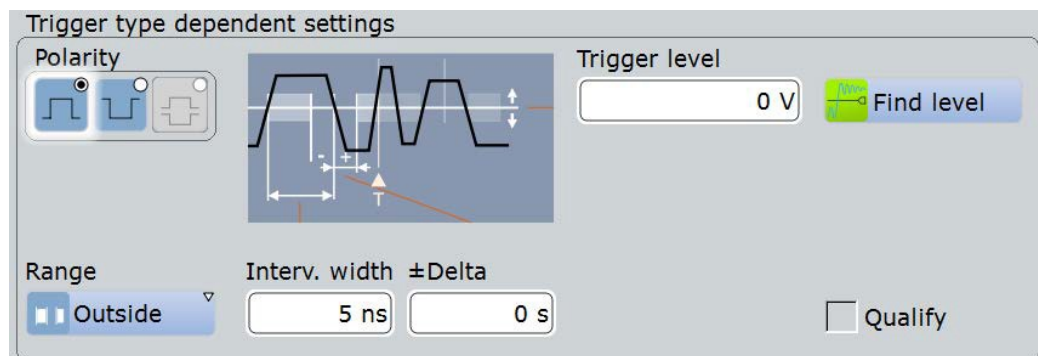 Trigger type dependent settings
Polarity
Trigger level
0 V
Find level
- +
T
Range
Interv. width ±Delta
Outside
5 ns
0 s
Qualify